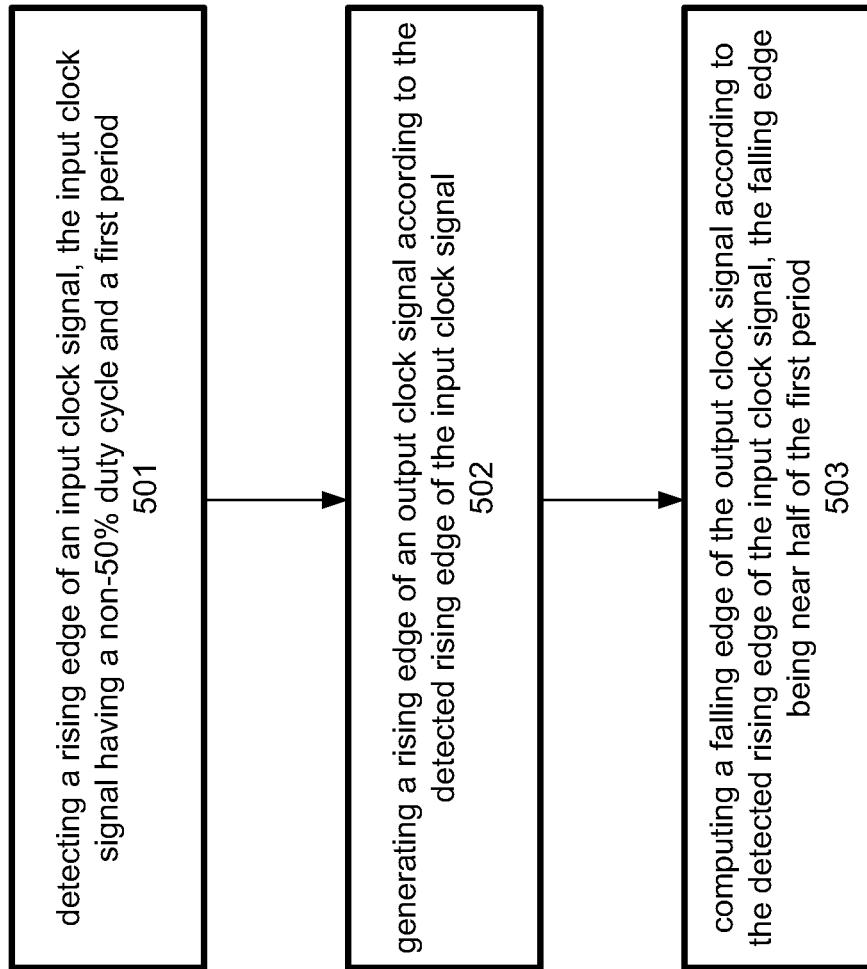 detecting a rising edge of an input clock signal, the input clock
signal having a non-50% duty cycle and a first period
501
generating a rising edge of an output clock signal according to the
detected rising edge of the input clock signal
502
computing a falling edge of the output clock signal according to
the detected rising edge of the input clock signal, the falling edge
being near half of the first period
503